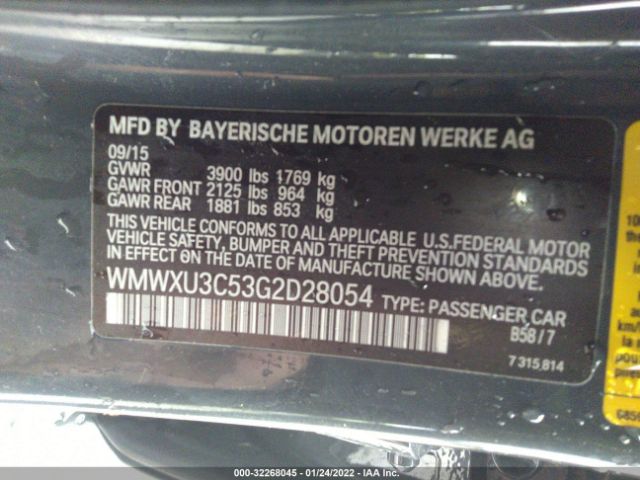 MFD BY BAYERISCHE MOTOREN WERKE AG
09/15
GVWR 3900 lbs 1769 kg
GAWR FRONT 2125 lbs 964 kg
GAWR REAR 1881 lbs 853 kg
THIS VEHICLE CONFORMS TO ALL APPLICABLE U.S.FEDERAL MOTOR
VEHICLE SAFETY, BUMPER AND THEFT PREVENTION STANDARDS
IN EFFECT ON THE DATE OF MANUFACTURE SHOWN ABOVE.
WMWXU3C53G2D28054 TYPE: PASSENGER CAR
B58/7
7 315.814
000-32268045 - 01/24/2022 - IAA Inc.